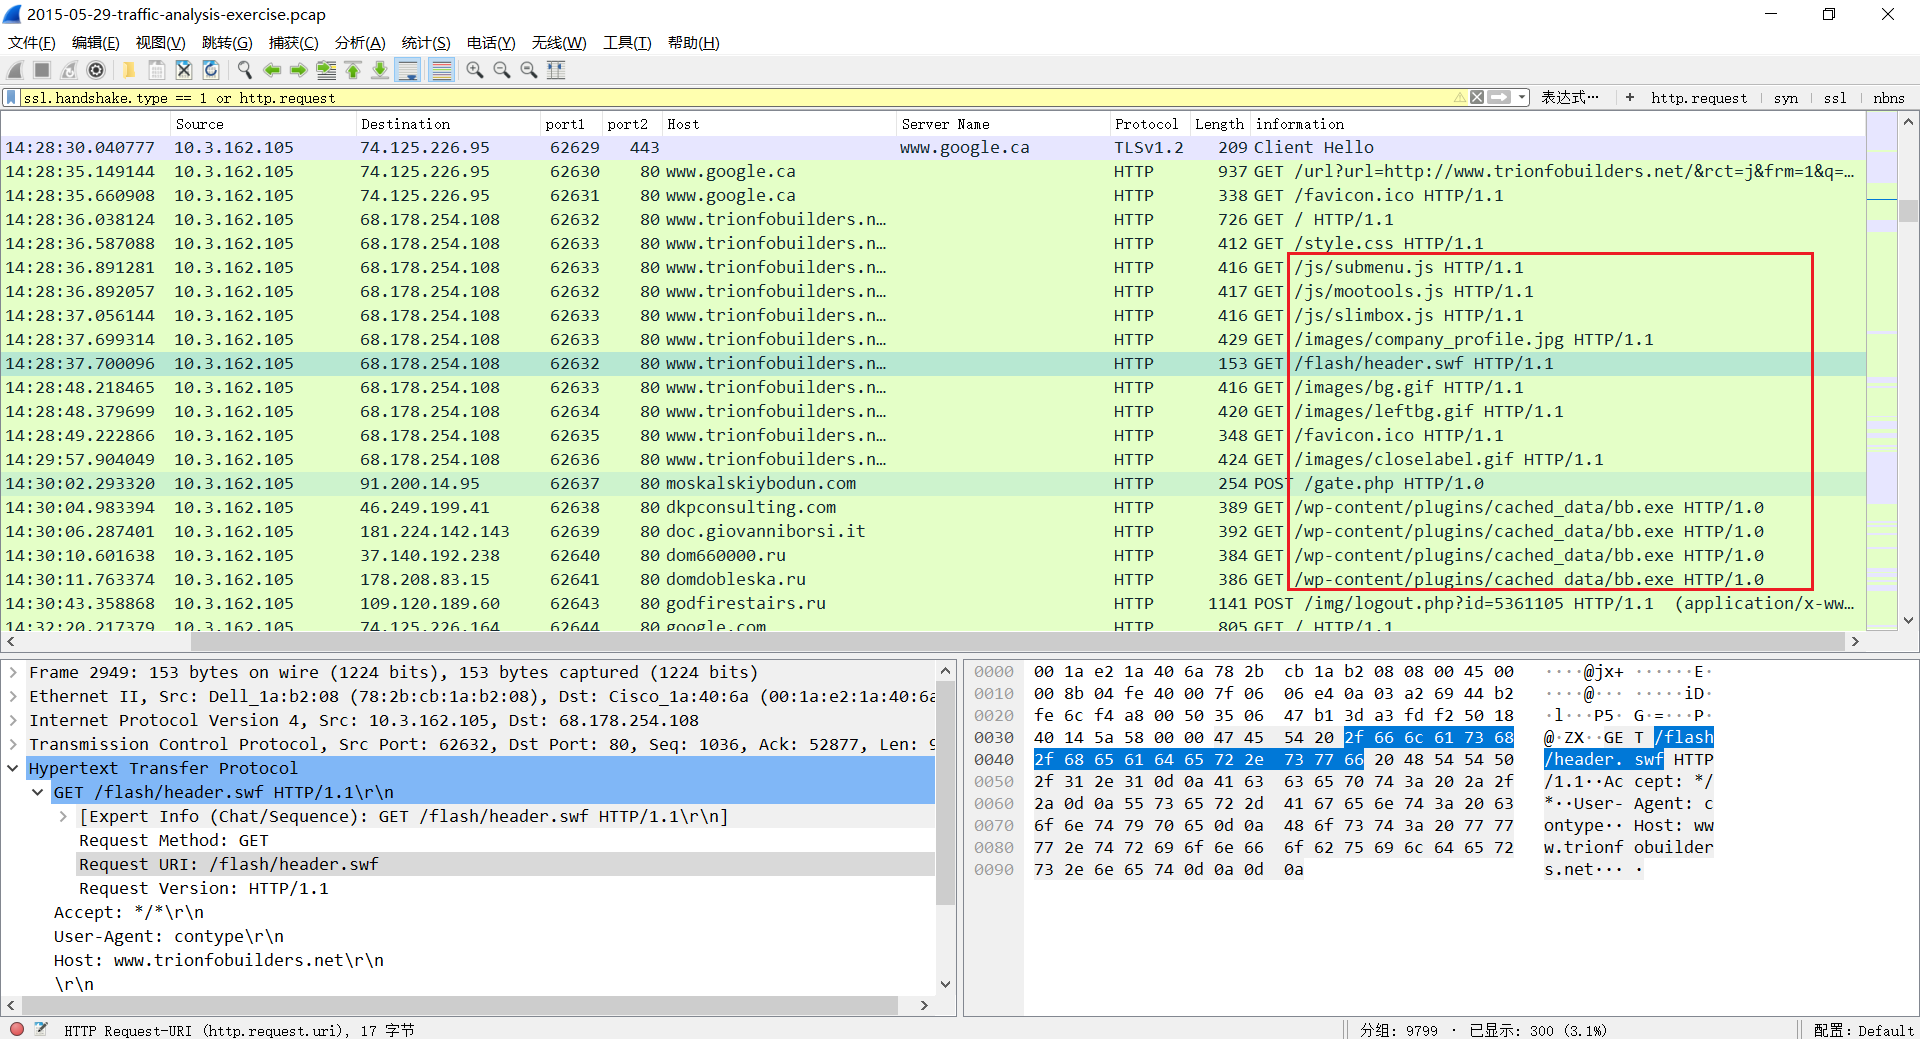 2015-05-29-traffic-analysis-exercise.pcap
文件(F) 编辑(E) 视图(V) 跳转(G) 捕获(C) 分析(A) 统计(S) 电话(Y) 无线(W) 工具(T) 帮助(H)
ssl.handshake.type == 1 or http.request 表达式… + http.request syn ssl nbns
Source Destination port1 port2 Host Server Name Protocol Length information
14:28:30.040777 10.3.162.105 74.125.226.95 62629 443 www.google.ca TLSv1.2 209 Client Hello
14:28:35.149144 10.3.162.105 74.125.226.95 62630 80 www.google.ca HTTP 937 GET /url?url=http://www.trionfobuilders.net/&rct=j&frm=1&q=…
14:28:35.660908 10.3.162.105 74.125.226.95 62631 80 www.google.ca HTTP 338 GET /favicon.ico HTTP/1.1
14:28:36.038124 10.3.162.105 68.178.254.108 62632 80 www.trionfobuilders.n… HTTP 726 GET / HTTP/1.1
14:28:36.587088 10.3.162.105 68.178.254.108 62633 80 www.trionfobuilders.n… HTTP 412 GET /style.css HTTP/1.1
14:28:36.891281 10.3.162.105 68.178.254.108 62633 80 www.trionfobuilders.n… HTTP 416 GET /js/submenu.js HTTP/1.1
14:28:36.892057 10.3.162.105 68.178.254.108 62632 80 www.trionfobuilders.n… HTTP 417 GET /js/mootools.js HTTP/1.1
14:28:37.056144 10.3.162.105 68.178.254.108 62633 80 www.trionfobuilders.n… HTTP 416 GET /js/slimbox.js HTTP/1.1
14:28:37.699314 10.3.162.105 68.178.254.108 62633 80 www.trionfobuilders.n… HTTP 429 GET /images/company_profile.jpg HTTP/1.1
14:28:37.700096 10.3.162.105 68.178.254.108 62632 80 www.trionfobuilders.n… HTTP 153 GET /flash/header.swf HTTP/1.1
14:28:48.218465 10.3.162.105 68.178.254.108 62633 80 www.trionfobuilders.n… HTTP 416 GET /images/bg.gif HTTP/1.1
14:28:48.379699 10.3.162.105 68.178.254.108 62634 80 www.trionfobuilders.n… HTTP 420 GET /images/leftbg.gif HTTP/1.1
14:28:49.222866 10.3.162.105 68.178.254.108 62635 80 www.trionfobuilders.n… HTTP 348 GET /favicon.ico HTTP/1.1
14:29:57.904049 10.3.162.105 68.178.254.108 62636 80 www.trionfobuilders.n… HTTP 424 GET /images/closelabel.gif HTTP/1.1
14:30:02.293320 10.3.162.105 91.200.14.95 62637 80 moskalskiybodun.com HTTP 254 POST /gate.php HTTP/1.0
14:30:04.983394 10.3.162.105 46.249.199.41 62638 80 dkpconsulting.com HTTP 389 GET /wp-content/plugins/cached_data/bb.exe HTTP/1.0
14:30:06.287401 10.3.162.105 181.224.142.143 62639 80 doc.giovanniborsi.it HTTP 392 GET /wp-content/plugins/cached_data/bb.exe HTTP/1.0
14:30:10.601638 10.3.162.105 37.140.192.238 62640 80 dom660000.ru HTTP 384 GET /wp-content/plugins/cached_data/bb.exe HTTP/1.0
14:30:11.763374 10.3.162.105 178.208.83.15 62641 80 domdobleska.ru HTTP 386 GET /wp-content/plugins/cached_data/bb.exe HTTP/1.0
14:30:43.358868 10.3.162.105 109.120.189.60 62643 80 godfirestairs.ru HTTP 1141 POST /img/logout.php?id=5361105 HTTP/1.1 (application/x-ww…
14:32:20.217379 10.3.162.105 74.125.226.164 62644 80 google.com HTTP 805 GET / HTTP/1.1
Frame 2949: 153 bytes on wire (1224 bits), 153 bytes captured (1224 bits)
Ethernet II, Src: Dell_1a:b2:08 (78:2b:cb:1a:b2:08), Dst: Cisco_1a:40:6a (00:1a:e2:1a:40:6a
Internet Protocol Version 4, Src: 10.3.162.105, Dst: 68.178.254.108
Transmission Control Protocol, Src Port: 62632, Dst Port: 80, Seq: 1036, Ack: 52877, Len: 9
Hypertext Transfer Protocol
GET /flash/header.swf HTTP/1.1\r\n
[Expert Info (Chat/Sequence): GET /flash/header.swf HTTP/1.1\r\n]
Request Method: GET
Request URI: /flash/header.swf
Request Version: HTTP/1.1
Accept: */*\r\n
User-Agent: contype\r\n
Host: www.trionfobuilders.net\r\n
\r\n
0000 00 1a e2 1a 40 6a 78 2b cb 1a b2 08 08 00 45 00 ····@jx+ ······E·
0010 00 8b 04 fe 40 00 7f 06 06 e4 0a 03 a2 69 44 b2 ····@··· ·····iD·
0020 fe 6c f4 a8 00 50 35 06 47 b1 3d a3 fd f2 50 18 ·l···P5· G·=···P·
0030 40 14 5a 58 00 00 47 45 54 20 2f 66 6c 61 73 68 @·ZX··GE T /flash
0040 2f 68 65 61 64 65 72 2e 73 77 66 20 48 54 54 50 /header. swf HTTP
0050 2f 31 2e 31 0d 0a 41 63 63 65 70 74 3a 20 2a 2f /1.1··Ac cept: */
0060 2a 0d 0a 55 73 65 72 2d 41 67 65 6e 74 3a 20 63 *··User- Agent: c
0070 6f 6e 74 79 70 65 0d 0a 48 6f 73 74 3a 20 77 77 ontype·· Host: ww
0080 77 2e 74 72 69 6f 6e 66 6f 62 75 69 6c 64 65 72 w.trionf obuilder
0090 73 2e 6e 65 74 0d 0a 0d 0a s.net··· ·
HTTP Request-URI (http.request.uri), 17 字节 分组: 9799 · 已显示: 300 (3.1%) 配置: Default